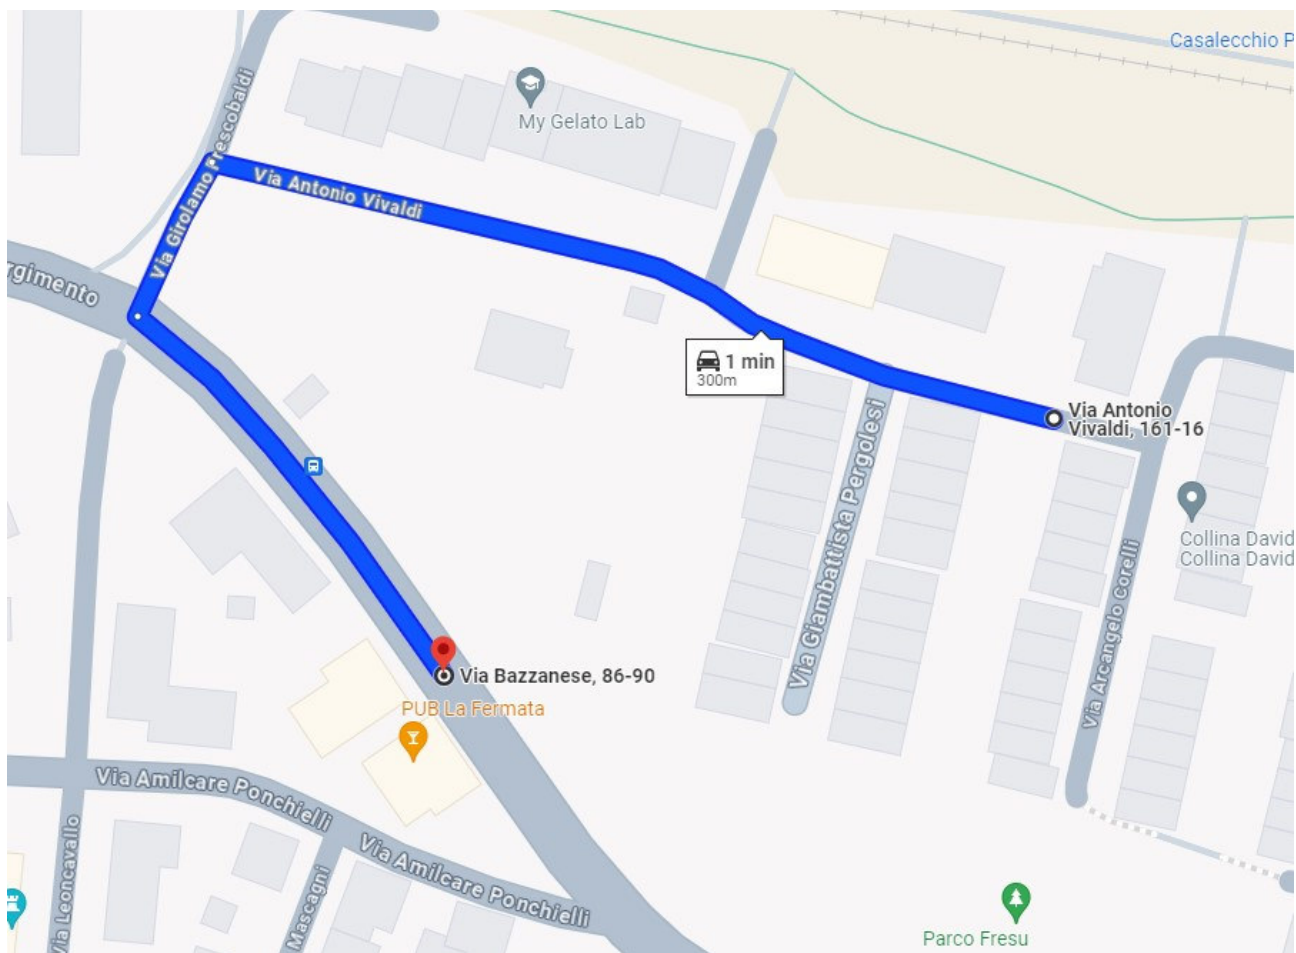 Casalecchio P
My Gelato Lab
Via Girolamo Frescobaldi
Via Antonio Vivaldi
rgimento
1 min
300m
Via Antonio
Vivaldi, 161-16
Via Giambattista Pergolesi
Collina David
Collina David
Via Arcangelo Corelli
Via Bazzanese, 86-90
PUB La Fermata
Via Amilcare Ponchielli
Via Amilcare Ponchielli
Via Leoncavallo
Mascagni
Parco Fresu